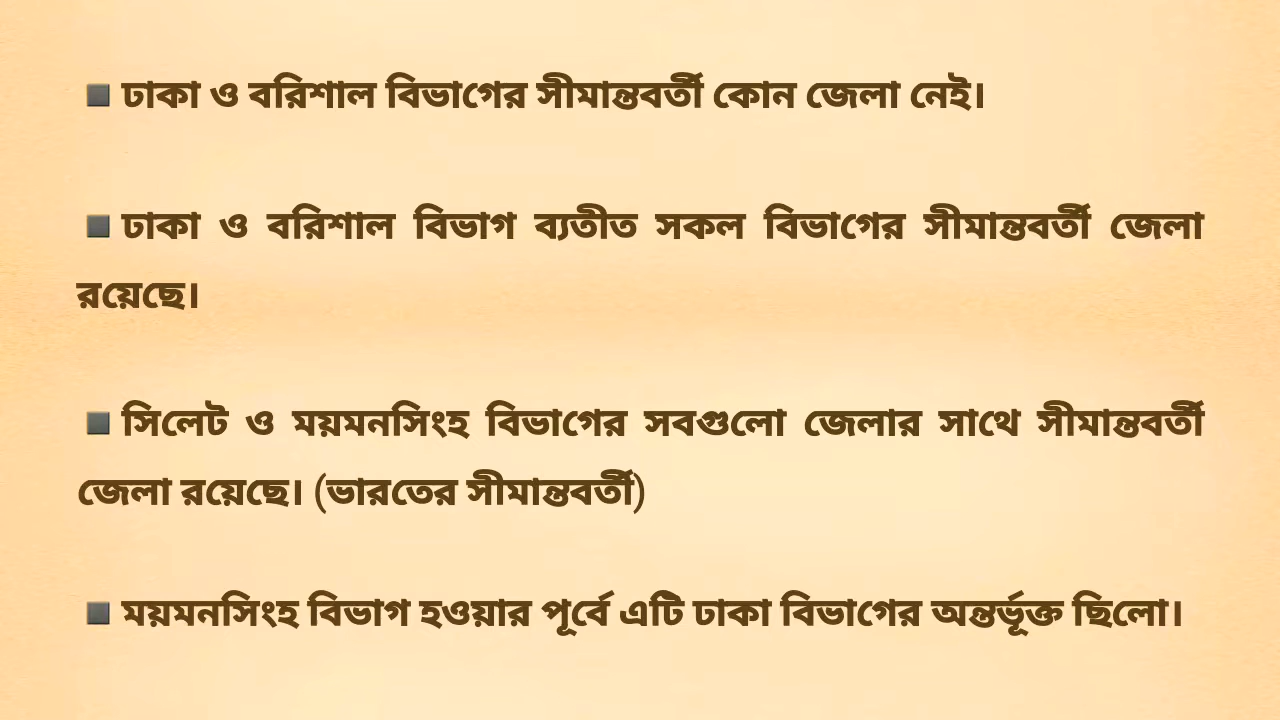 ▪ ঢাকা ও বরিশাল বিভাগের সীমান্তবর্তী কোন জেলা নেই।
▪ ঢাকা ও বরিশাল বিভাগ ব্যতীত সকল বিভাগের সীমান্তবর্তী জেলা
রয়েছে।
▪ সিলেট ও ময়মনসিংহ বিভাগের সবগুলো জেলার সাথে সীমান্তবর্তী
জেলা রয়েছে। (ভারতের সীমান্তবর্তী)
▪ ময়মনসিংহ বিভাগ হওয়ার পূর্বে এটি ঢাকা বিভাগের অন্তর্ভূক্ত ছিলো।